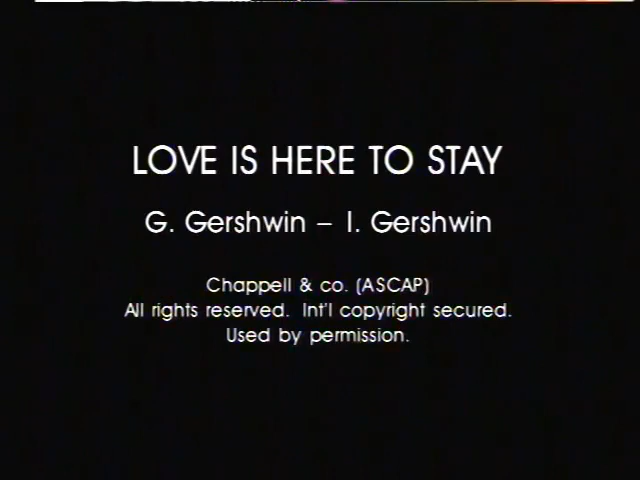 LOVE IS HERE TO STAY
G. Gershwin – I. Gershwin
Chappell & co. (ASCAP)
All rights reserved. Int'l copyright secured.
Used by permission.